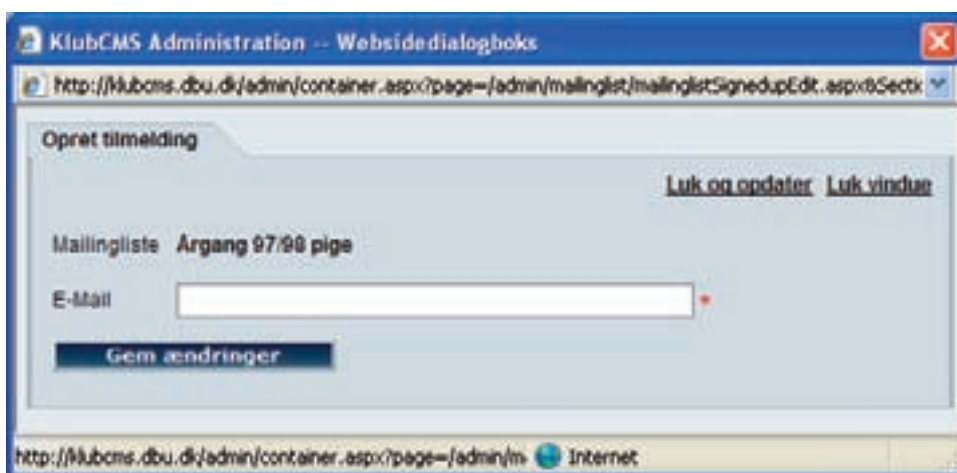 KlubCMS Administration -- Websidedialogboks
http://klubcms.dbu.dk/admin/container.aspx?page=/admin/mailinglist/mailinglistSignedupEdit.aspx&Sectic
Opret tilmelding
Luk og opdater Luk vindue
Mailingliste Årgang 97/98 pige
E-Mail *
Gem ændringer
http://klubcms.dbu.dk/admin/container.aspx?page=/admin/m Internet